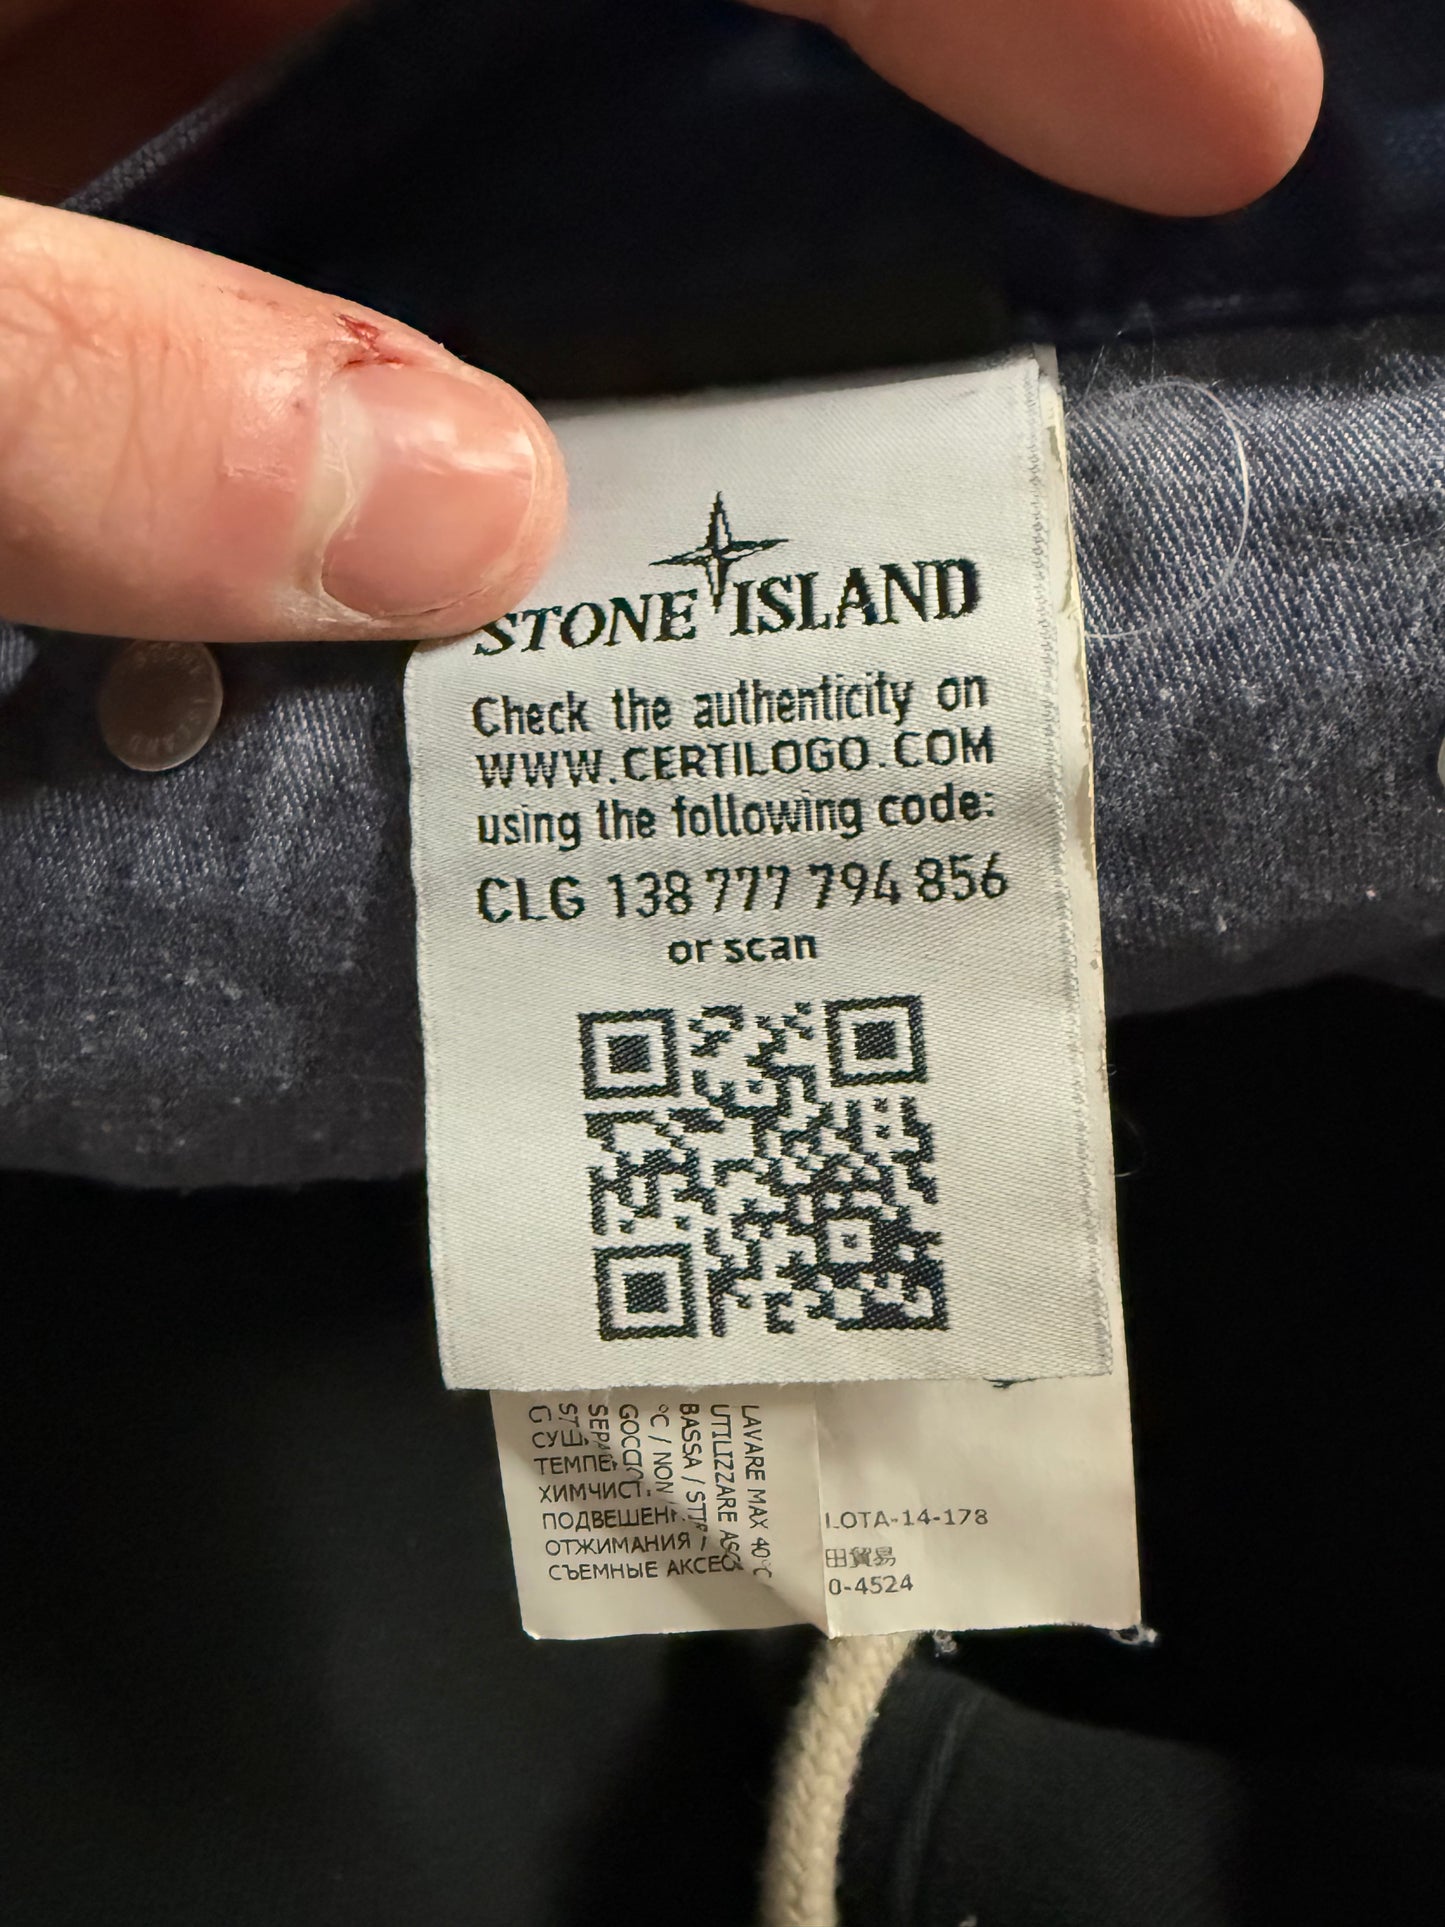 STONE ISLAND
Check the authenticity on
WWW.CERTILOGO.COM
using the following code:
CLG 138 777 794 856
or scan
LAVARE MAX 40°C
UTILIZZARE
BASSA /
°C / NON
СУШ
ТЕМПЕ
ХИМЧИСТ
ПОДВЕШЕН
ОТЖИМАНИЯ /
СЪЕМНЫЕ АКСЕС
LOTA-14-178
田貿易
0-4524